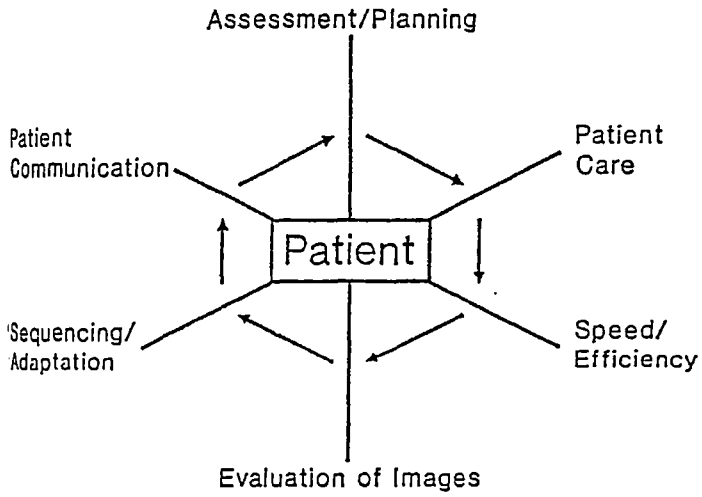 Assessment/Planning
Patient
Communication
Patient
Care
Patient
Sequencing/
Adaptation
Speed/
Efficiency
Evaluation of Images